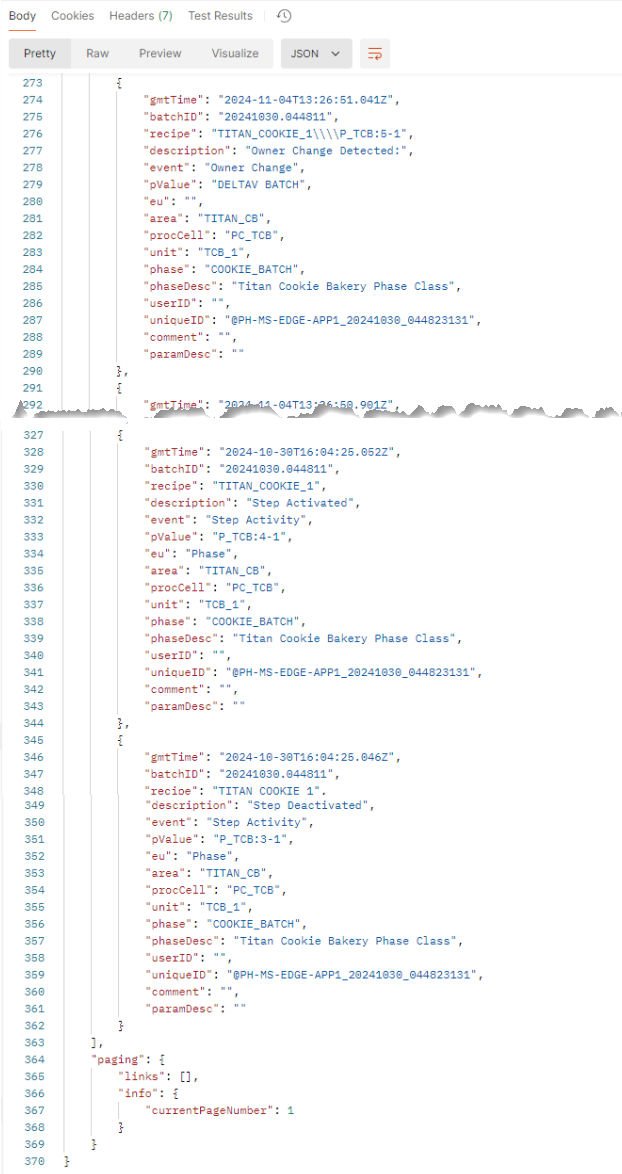 Body Cookies Headers (7) Test Results
Pretty Raw Preview Visualize JSON
273 {
274 "gmtTime": "2024-11-04T13:26:51.041Z",
275 "batchID": "20241030.044811",
276 "recipe": "TITAN_COOKIE_1\\\\P_TCB:5-1",
277 "description": "Owner Change Detected:",
278 "event": "Owner Change",
279 "pValue": "DELTAV BATCH",
280 "eu": "",
281 "area": "TITAN_CB",
282 "procCell": "PC_TCB",
283 "unit": "TCB_1",
284 "phase": "COOKIE_BATCH",
285 "phaseDesc": "Titan Cookie Bakery Phase Class",
286 "userID": "",
287 "uniqueID": "@PH-MS-EDGE-APP1_20241030_044823131",
288 "comment": "",
289 "paramDesc": ""
290 },
291 {
292 "gmtTime": "2024-11-04T13:26:50.901Z",
327 {
328 "gmtTime": "2024-10-30T16:04:25.052Z",
329 "batchID": "20241030.044811",
330 "recipe": "TITAN_COOKIE_1",
331 "description": "Step Activated",
332 "event": "Step Activity",
333 "pValue": "P_TCB:4-1",
334 "eu": "Phase",
335 "area": "TITAN_CB",
336 "procCell": "PC_TCB",
337 "unit": "TCB_1",
338 "phase": "COOKIE_BATCH",
339 "phaseDesc": "Titan Cookie Bakery Phase Class",
340 "userID": "",
341 "uniqueID": "@PH-MS-EDGE-APP1_20241030_044823131",
342 "comment": "",
343 "paramDesc": ""
344 },
345 {
346 "gmtTime": "2024-10-30T16:04:25.046Z",
347 "batchID": "20241030.044811",
348 "recipe": "TITAN_COOKIE_1",
349 "description": "Step Deactivated",
350 "event": "Step Activity",
351 "pValue": "P_TCB:3-1",
352 "eu": "Phase",
353 "area": "TITAN_CB",
354 "procCell": "PC_TCB",
355 "unit": "TCB_1",
356 "phase": "COOKIE_BATCH",
357 "phaseDesc": "Titan Cookie Bakery Phase Class",
358 "userID": "",
359 "uniqueID": "@PH-MS-EDGE-APP1_20241030_044823131",
360 "comment": "",
361 "paramDesc": ""
362 }
363 ],
364 "paging": {
365 "links": [],
366 "info": {
367 "currentPageNumber": 1
368 }
369 }
370 }